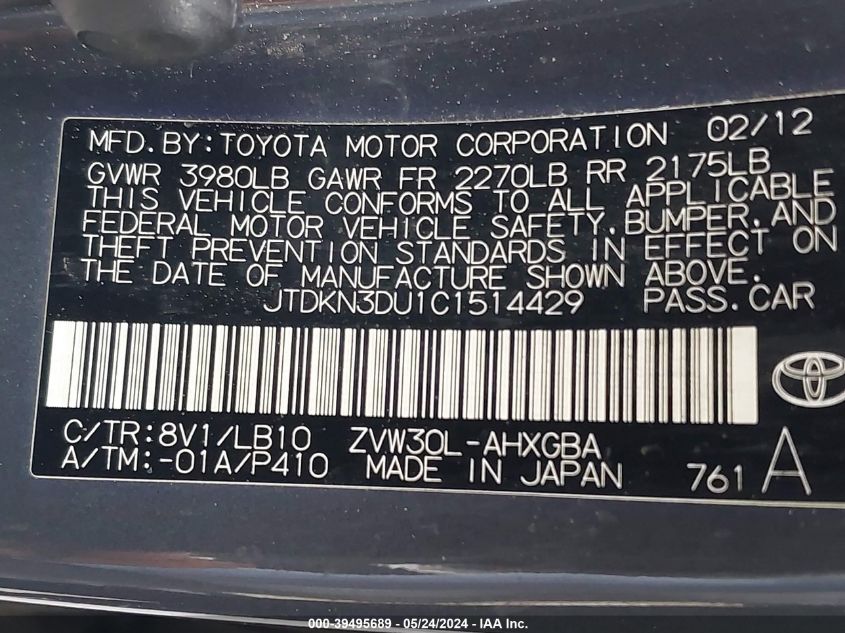 MFD. BY: TOYOTA MOTOR CORPORATION 02/12
GVWR 3980LB GAWR FR 2270LB RR 2175LB
THIS VEHICLE CONFORMS TO ALL APPLICABLE
FEDERAL MOTOR VEHICLE SAFETY, BUMPER, AND
THEFT PREVENTION STANDARDS IN EFFECT ON
THE DATE OF MANUFACTURE SHOWN ABOVE.
JTDKN3DU1C1514429 PASS. CAR
C/TR: 8V1/LB10 ZVW30L-AHXGBA
A/TM: -01A/P410 MADE IN JAPAN 761 A
000-39495689 / 05/24/2024 - IAA Inc.